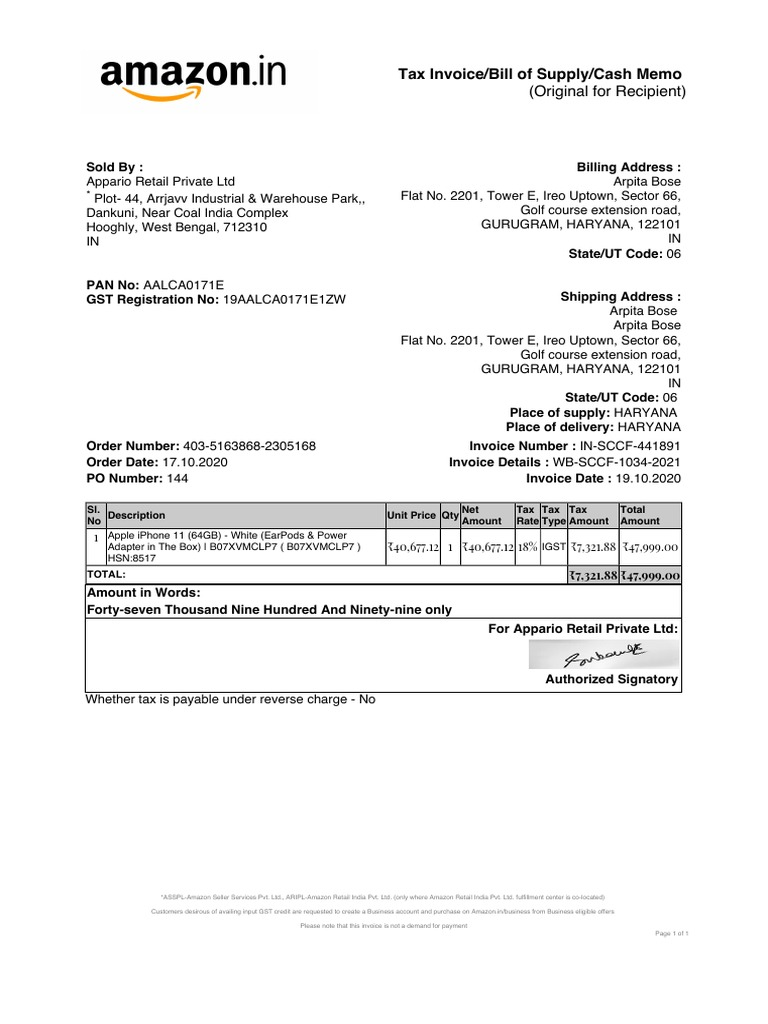 amazon.in
Tax Invoice/Bill of Supply/Cash Memo
(Original for Recipient)
Sold By :
Appario Retail Private Ltd
* Plot- 44, Arrjavv Industrial & Warehouse Park,,
Dankuni, Near Coal India Complex
Hooghly, West Bengal, 712310
IN
PAN No: AALCA0171E
GST Registration No: 19AALCA0171E1ZW
Billing Address :
Arpita Bose
Flat No. 2201, Tower E, Ireo Uptown, Sector 66,
Golf course extension road,
GURUGRAM, HARYANA, 122101
IN
State/UT Code: 06
Shipping Address :
Arpita Bose
Arpita Bose
Flat No. 2201, Tower E, Ireo Uptown, Sector 66,
Golf course extension road,
GURUGRAM, HARYANA, 122101
IN
State/UT Code: 06
Place of supply: HARYANA
Place of delivery: HARYANA
Order Number: 403-5163868-2305168
Order Date: 17.10.2020
PO Number: 144
Invoice Number : IN-SCCF-441891
Invoice Details : WB-SCCF-1034-2021
Invoice Date : 19.10.2020
Sl. No Description Unit Price Qty Net Amount Tax Rate Tax Type Tax Amount Total Amount
1 Apple iPhone 11 (64GB) - White (EarPods & Power
Adapter in The Box) | B07XVMCLP7 ( B07XVMCLP7 ) ₹40,677.12 1 ₹40,677.12 18% IGST ₹7,321.88 ₹47,999.00
HSN:8517
TOTAL: ₹7,321.88 ₹47,999.00
Amount in Words:
Forty-seven Thousand Nine Hundred And Ninety-nine only
For Appario Retail Private Ltd:
Authorized Signatory
Whether tax is payable under reverse charge - No
*ASSPL-Amazon Seller Services Pvt. Ltd., ARIPL-Amazon Retail India Pvt. Ltd. (only where Amazon Retail India Pvt. Ltd. fulfillment center is co-located)
Customers desirous of availing input GST credit are requested to create a Business account and purchase on Amazon.in/business from Business eligible offers
Please note that this invoice is not a demand for payment
Page 1 of 1